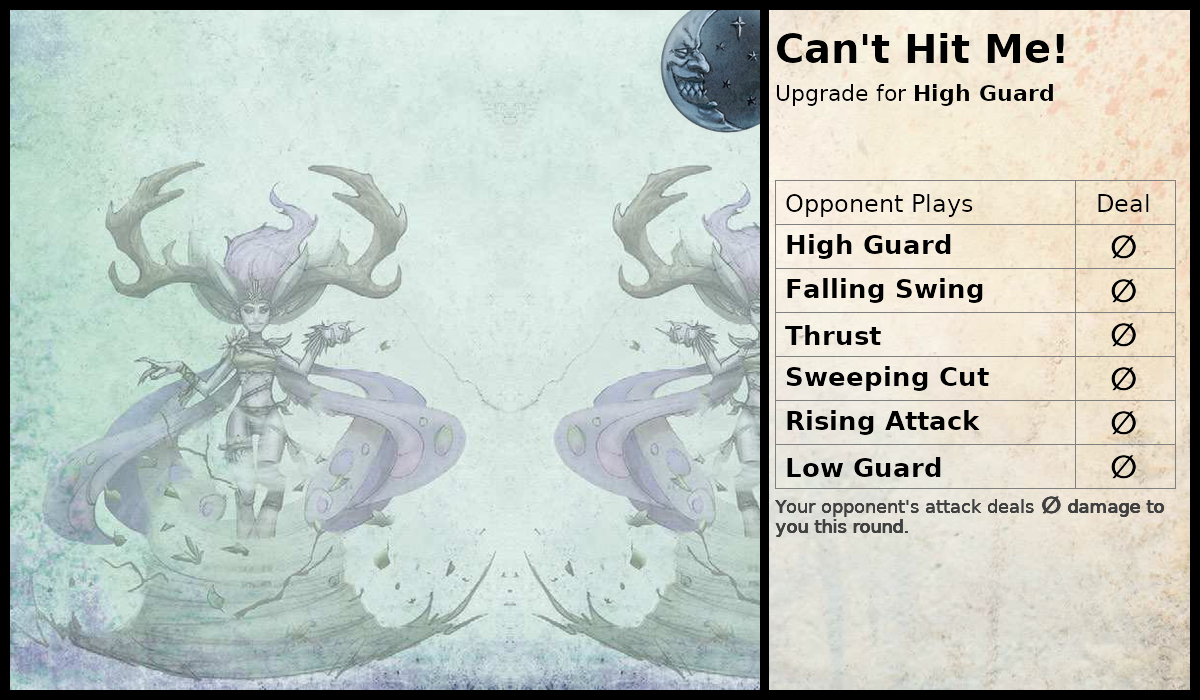 Can't Hit Me!
Upgrade for High Guard
Opponent Plays Deal
High Guard ∅
Falling Swing ∅
Thrust ∅
Sweeping Cut ∅
Rising Attack ∅
Low Guard ∅
Your opponent's attack deals ∅ damage to
you this round.